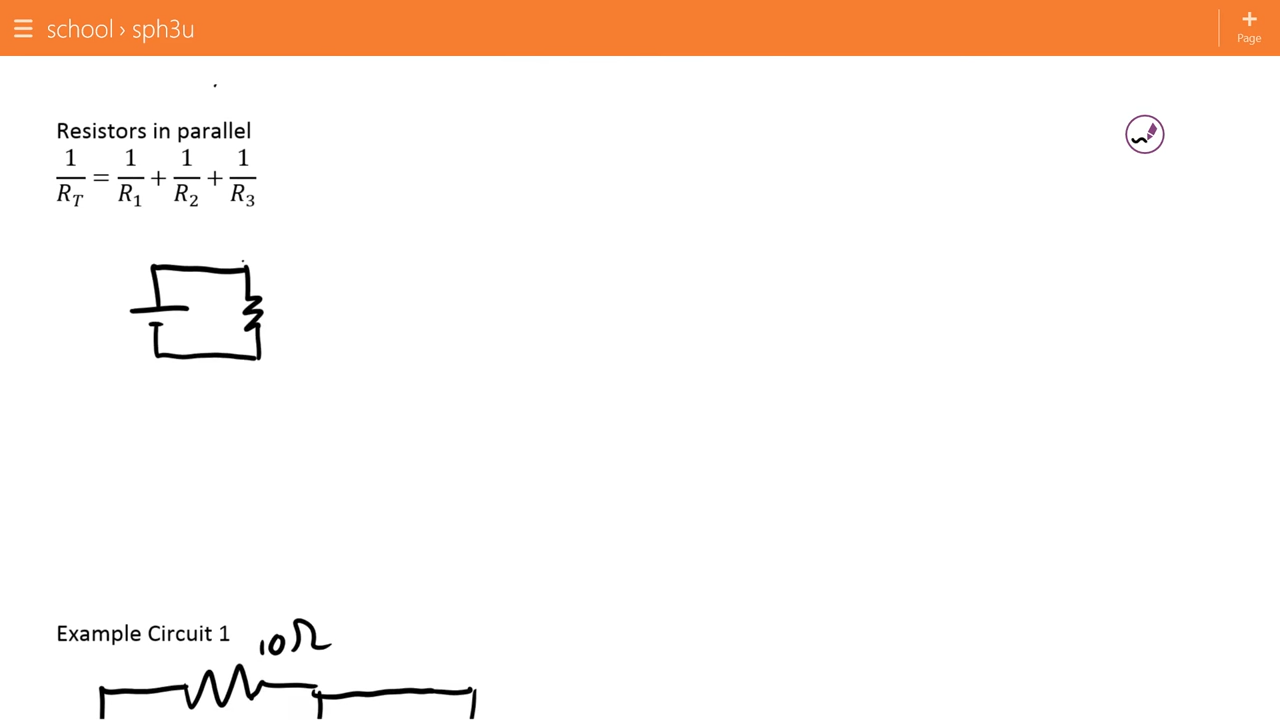 school › sph3u
Page
Resistors in parallel
1/R_T = 1/R_1 + 1/R_2 + 1/R_3
Example Circuit 1
10Ω